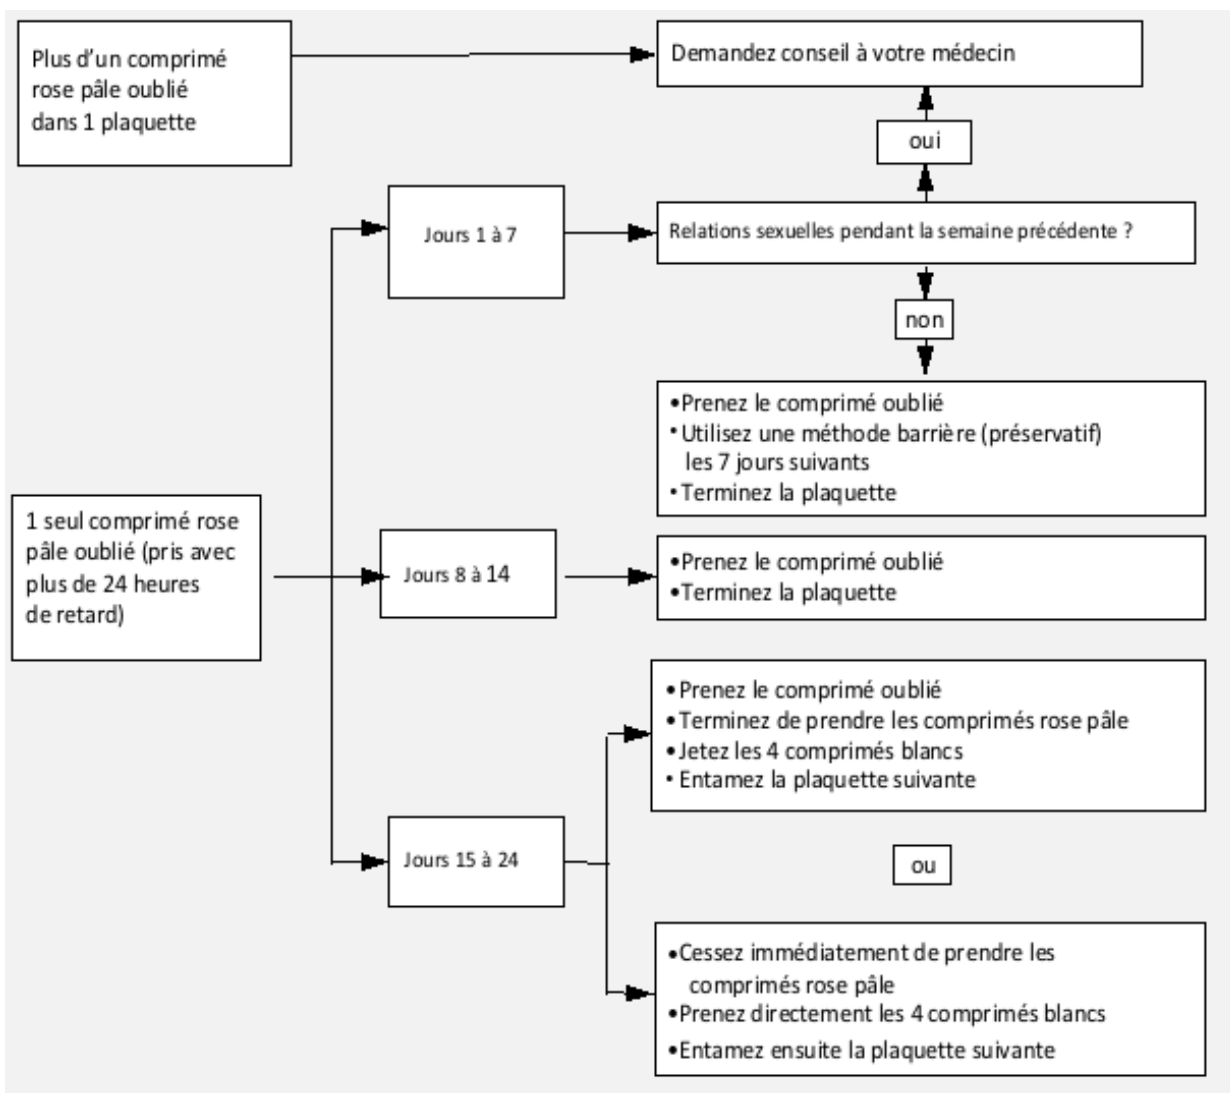 Plus d’un comprimé
rose pâle oublié
dans 1 plaquette
Demandez conseil à votre médecin
oui
Jours 1 à 7
Relations sexuelles pendant la semaine précédente ?
non
•Prenez le comprimé oublié
•Utilisez une méthode barrière (préservatif)
les 7 jours suivants
•Terminez la plaquette
1 seul comprimé rose
pâle oublié (pris avec
plus de 24 heures
de retard)
Jours 8 à 14
•Prenez le comprimé oublié
•Terminez la plaquette
•Prenez le comprimé oublié
•Terminez de prendre les comprimés rose pâle
•Jetez les 4 comprimés blancs
•Entamez la plaquette suivante
Jours 15 à 24
ou
•Cessez immédiatement de prendre les
comprimés rose pâle
•Prenez directement les 4 comprimés blancs
•Entamez ensuite la plaquette suivante